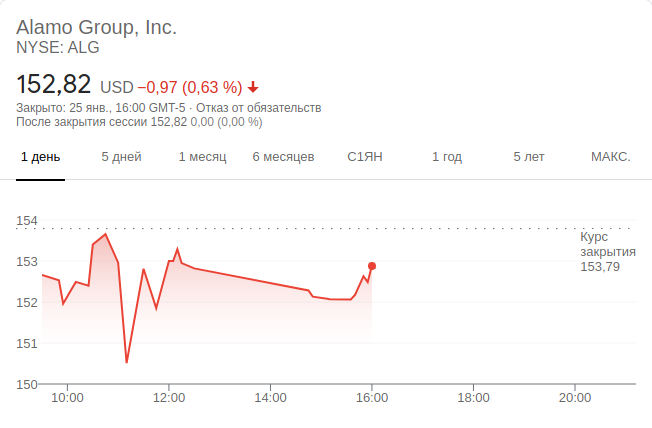 Alamo Group, Inc.
NYSE: ALG
152,82 USD −0,97 (0,63 %)
Закрыто: 25 янв., 16:00 GMT-5 · Отказ от обязательств
После закрытия сессии 152,82 0,00 (0,00 %)
1 день 5 дней 1 месяц 6 месяцев С1ЯН 1 год 5 лет МАКС.
154
Курс
закрытия
153,79
153
152
151
150
10:00 12:00 14:00 16:00 18:00 20:00